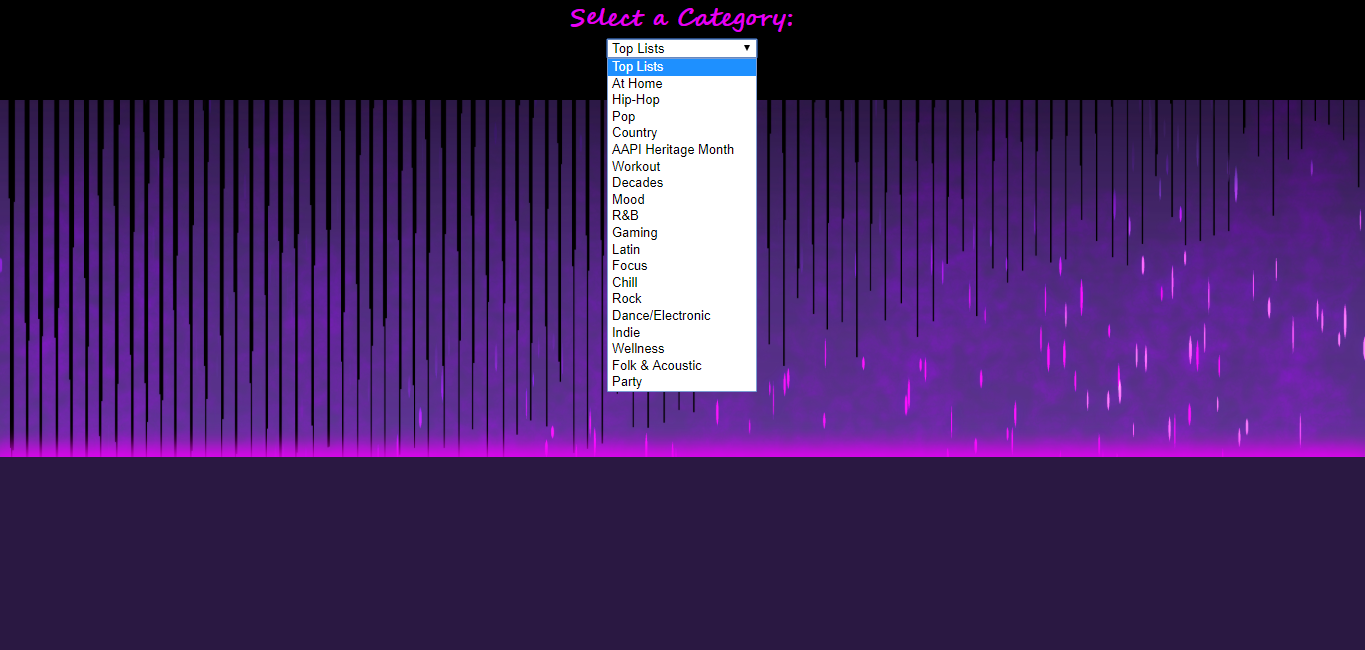 Select a Category:
Top Lists
Top Lists
At Home
Hip-Hop
Pop
Country
AAPI Heritage Month
Workout
Decades
Mood
R&B
Gaming
Latin
Focus
Chill
Rock
Dance/Electronic
Indie
Wellness
Folk & Acoustic
Party